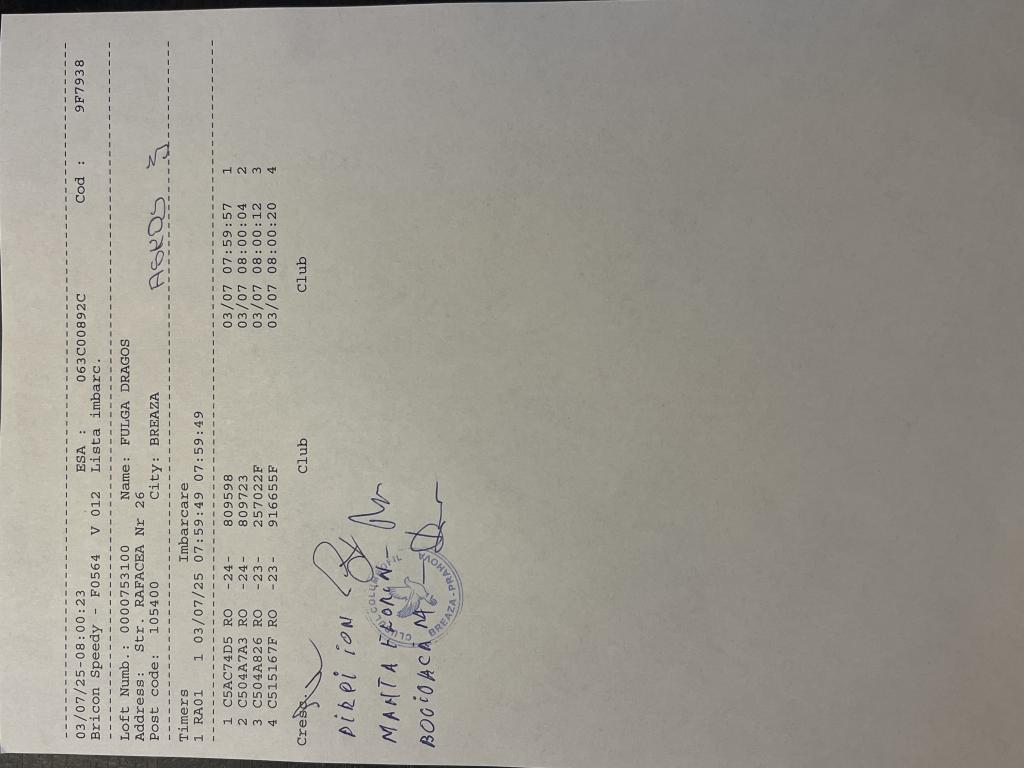 03/07/25-08:00:23 ESA : 063C00892C Cod : 9F7938
Bricon Speedy - F0564 V 012 Lista imbarc.
Loft Numb.: 0000753100 Name: FULGA DRAGOS
Address: Str. RAFACEA Nr 26
Post code: 105400 City: BREAZA
Timers Imbarcare
1 RA01 1 03/07/25 07:59:49 07:59:49
1 C5AC74D5 RO -24- 809598 03/07 07:59:57 1
2 C504A7A3 RO -24- 809723 03/07 08:00:04 2
3 C504A826 RO -23- 257022F 03/07 08:00:12 3
4 C515167F RO -23- 916655F 03/07 08:00:20 4
Club Club
PIRPI ION
MANTA
BREAZA-PRAHOVA